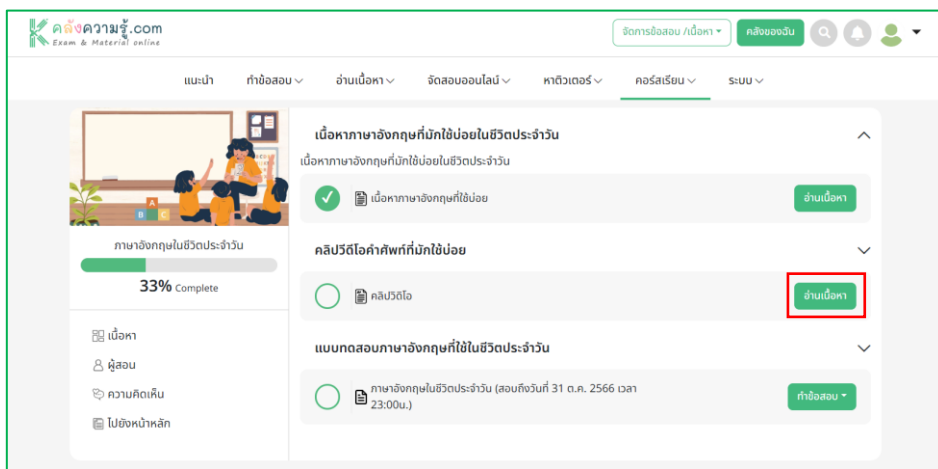 คลังความรู้.com
Exam & Material online
จัดการข้อสอบ /เนื้อหา
คลังของฉัน
แนะนำ ทำข้อสอบ อ่านเนื้อหา จัดสอบออนไลน์ หาติวเตอร์ คอร์สเรียน ระบบ
A
B C
ภาษาอังกฤษในชีวิตประจำวัน
33% Complete
เนื้อหา
ผู้สอน
ความคิดเห็น
ไปยังหน้าหลัก
เนื้อหาภาษาอังกฤษที่มักใช้บ่อยในชีวิตประจำวัน
เนื้อหาภาษาอังกฤษที่มักใช้บ่อยในชีวิตประจำวัน
เนื้อหาภาษาอังกฤษที่ใช้บ่อย อ่านเนื้อหา
คลิปวีดีโอคำศัพท์ที่มักใช้บ่อย
คลิปวิดิโอ อ่านเนื้อหา
แบบทดสอบภาษาอังกฤษที่ใช้ในชีวิตประจำวัน
ภาษาอังกฤษในชีวิตประจำวัน (สอบถึงวันที่ 31 ต.ค. 2566 เวลา
23:00น.)
ทำข้อสอบ